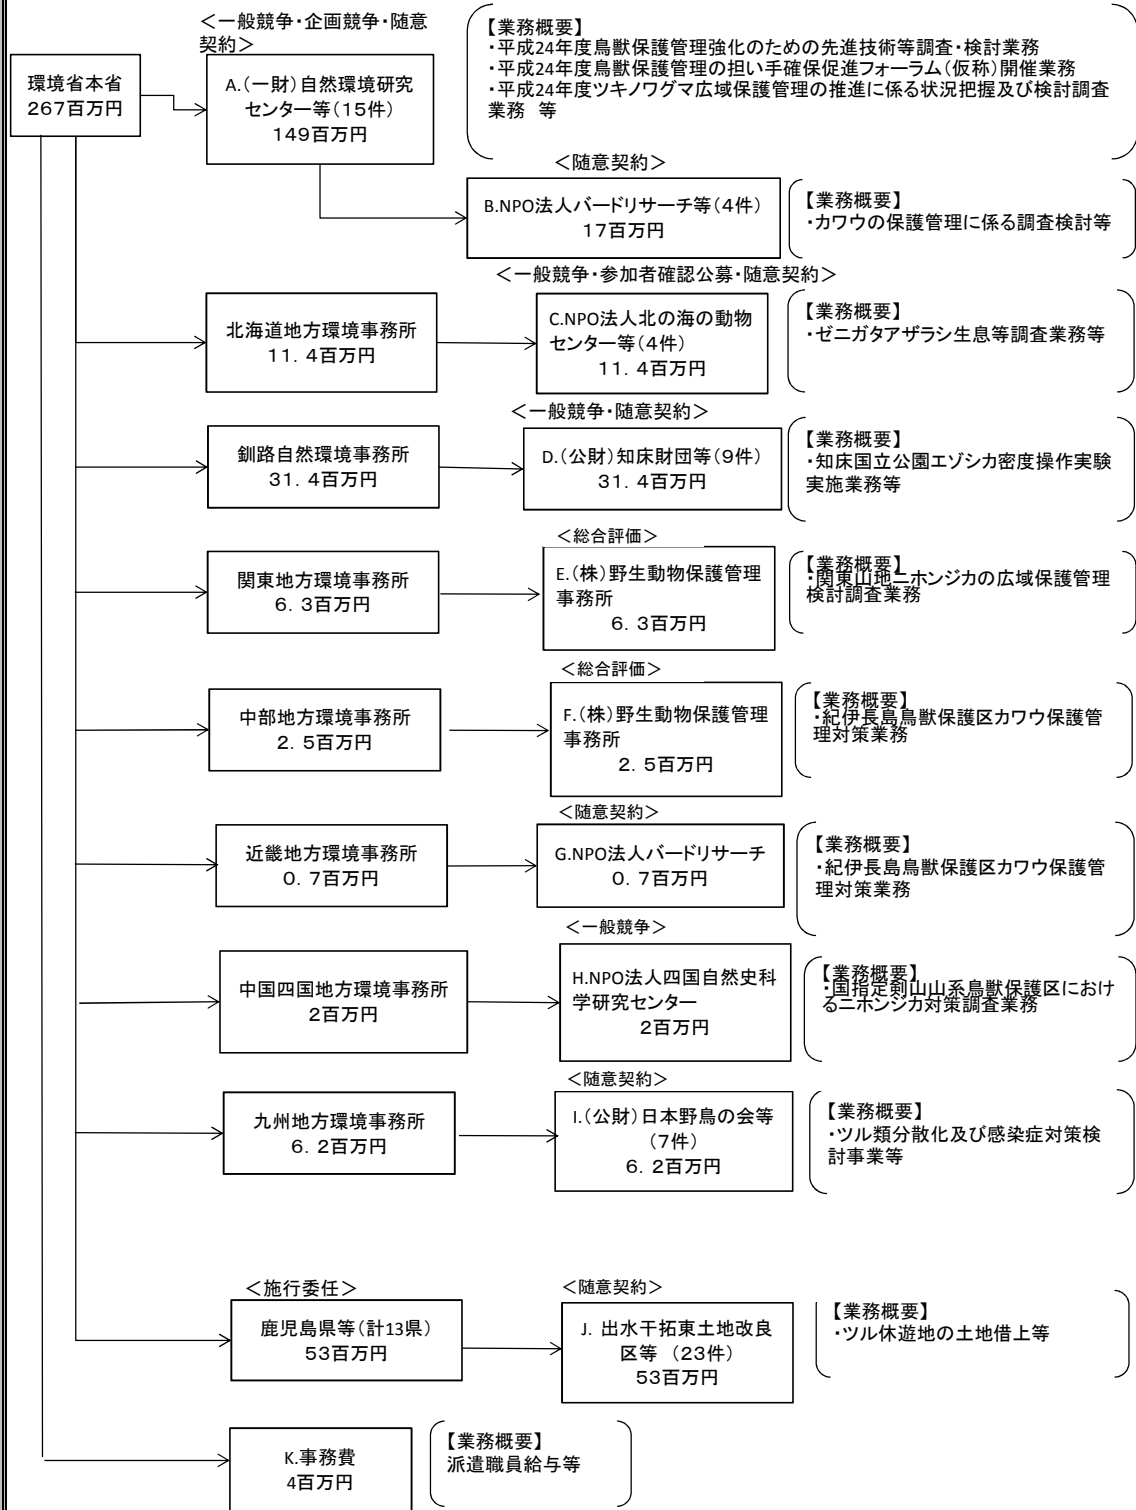 ＜一般競争・企画競争・随意
契約＞
環境省本省
267百万円
A.(一財)自然環境研究
センター等(15件)
149百万円
【業務概要】
・平成24年度鳥獣保護管理強化のための先進技術等調査・検討業務
・平成24年度鳥獣保護管理の担い手確保促進フォーラム(仮称)開催業務
・平成24年度ツキノワグマ広域保護管理の推進に係る状況把握及び検討調査
業務　等
＜随意契約＞
B.NPO法人バードリサーチ等(4件)
17百万円
【業務概要】
・カワウの保護管理に係る調査検討等
＜一般競争・参加者確認公募・随意契約＞
北海道地方環境事務所
11．4百万円
C.NPO法人北の海の動物
センター等(4件)
11．4百万円
【業務概要】
・ゼニガタアザラシ生息等調査業務等
＜一般競争・随意契約＞
釧路自然環境事務所
31．4百万円
D.(公財)知床財団等(9件)
31．4百万円
【業務概要】
・知床国立公園エゾシカ密度操作実験
実施業務等
＜総合評価＞
関東地方環境事務所
6．3百万円
E.(株)野生動物保護管理
事務所
6．3百万円
【業務概要】
・関東山地ニホンジカの広域保護管理
検討調査業務
＜総合評価＞
中部地方環境事務所
2．5百万円
F.(株)野生動物保護管理
事務所
2．5百万円
【業務概要】
・紀伊長島鳥獣保護区カワウ保護管
理対策業務
＜随意契約＞
近畿地方環境事務所
0．7百万円
G.NPO法人バードリサーチ
0．7百万円
【業務概要】
・紀伊長島鳥獣保護区カワウ保護管
理対策業務
＜一般競争＞
中国四国地方環境事務所
2百万円
H.NPO法人四国自然史科
学研究センター
2百万円
【業務概要】
・国指定剣山山系鳥獣保護区におけ
るニホンジカ対策調査業務
＜随意契約＞
九州地方環境事務所
6．2百万円
I.(公財)日本野鳥の会等
(7件)
6．2百万円
【業務概要】
・ツル類分散化及び感染症対策検
討事業等
＜施行委任＞
鹿児島県等(計13県)
53百万円
＜随意契約＞
J. 出水干拓東土地改良
区等 (23件)
53百万円
【業務概要】
・ツル休遊地の土地借上等
K.事務費
4百万円
【業務概要】
派遣職員給与等